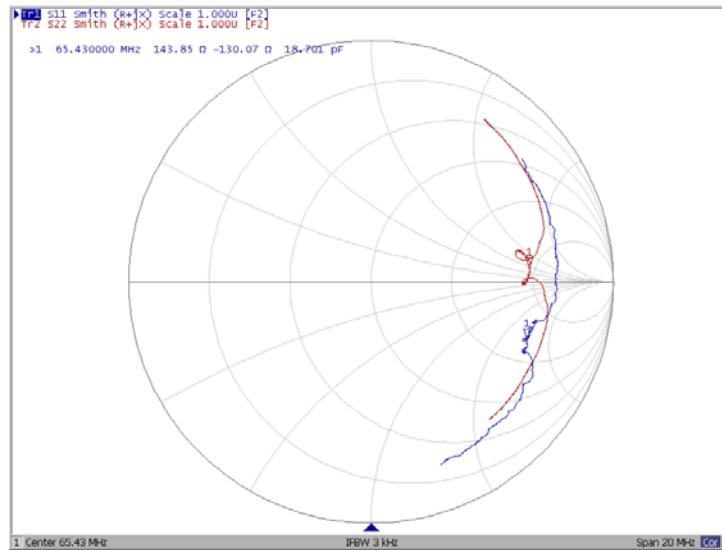 Tr1 S11 Smith (R+jX) Scale 1.000U [F2]
Tr2 S22 Smith (R+jX) Scale 1.000U [F2]
>1 65.430000 MHz 143.85 Ω -130.07 Ω 18.701 pF
1
1
1 Center 65.43 MHz IFBW 3 kHz Span 20 MHz Cor